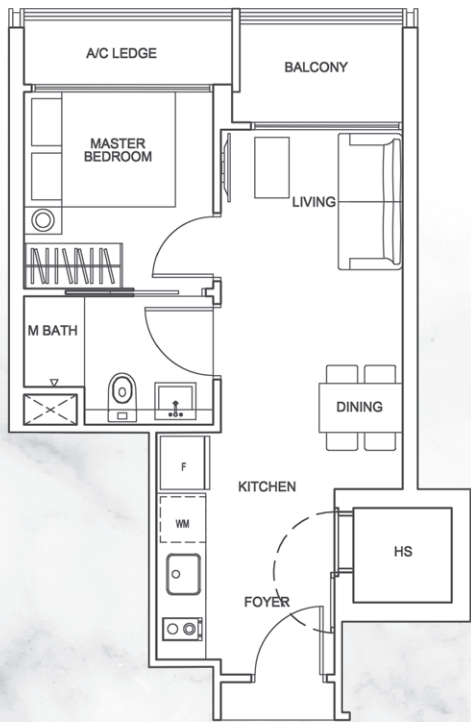 A/C LEDGE
BALCONY
MASTER
BEDROOM
LIVING
M BATH
DINING
F
KITCHEN
WM
HS
FOYER